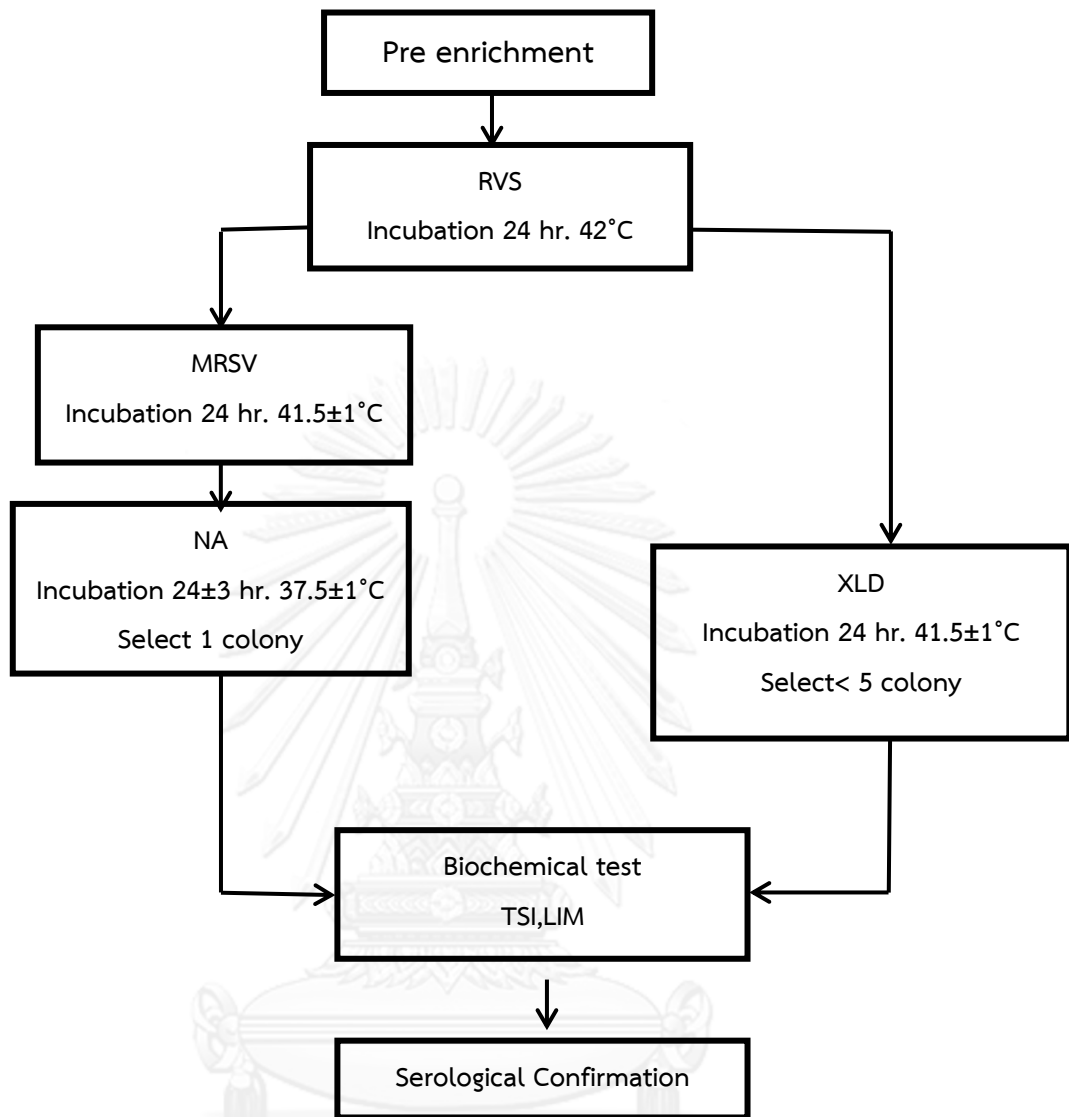 Pre enrichment
RVS
Incubation 24 hr. 42°C
MRSV
Incubation 24 hr. 41.5±1°C
NA
Incubation 24±3 hr. 37.5±1°C
Select 1 colony
XLD
Incubation 24 hr. 41.5±1°C
Select< 5 colony
Biochemical test
TSI,LIM
Serological Confirmation